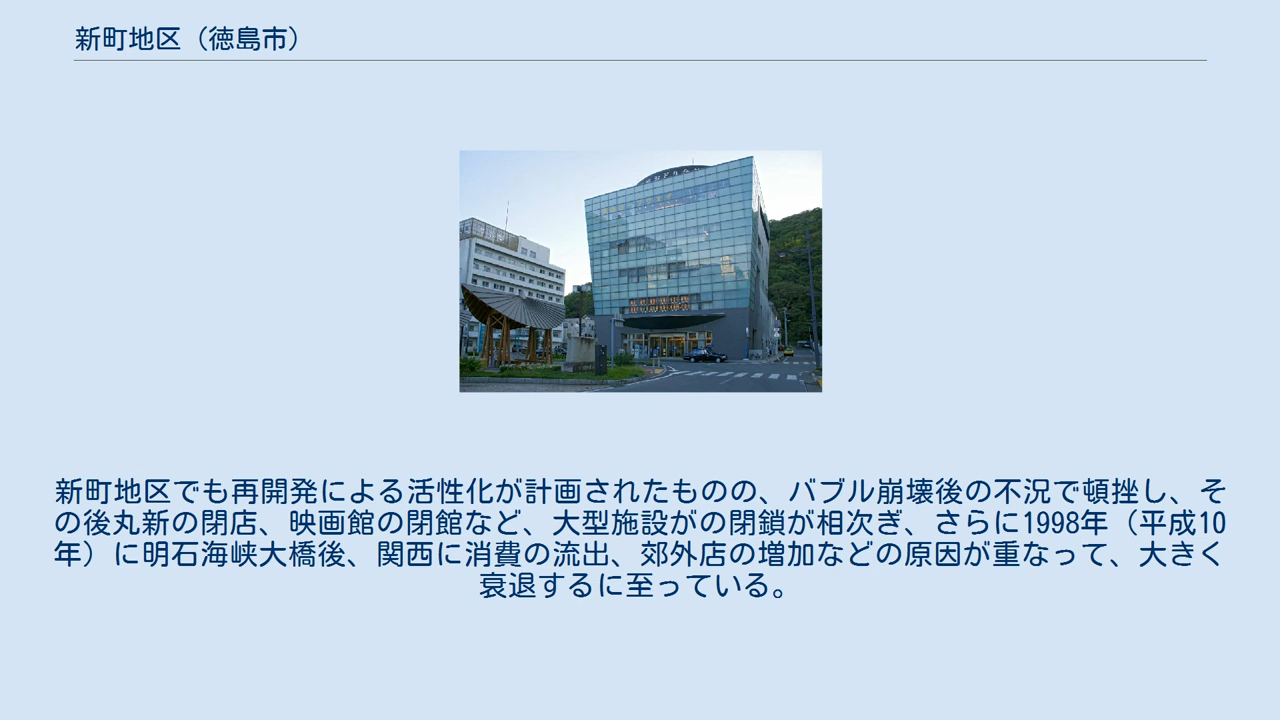 新町地区（徳島市）
新町地区でも再開発による活性化が計画されたものの、バブル崩壊後の不況で頓挫し、そ
の後丸新の閉店、映画館の閉館など、大型施設がの閉鎖が相次ぎ、さらに1998年（平成10
年）に明石海峡大橋後、関西に消費の流出、郊外店の増加などの原因が重なって、大きく
衰退するに至っている。